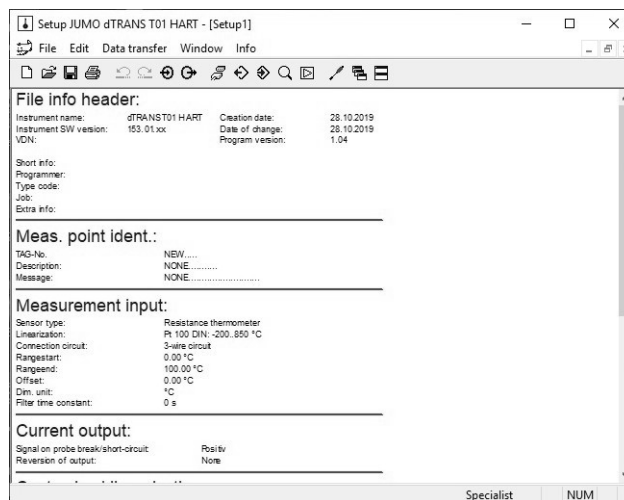 Setup JUMO dTRANS T01 HART - [Setup1]
File Edit Data transfer Window Info
File info header:
Instrument name: dTRANS T01 HART Creation date: 28.10.2019
Instrument SW version: 153.01.xx Date of change: 28.10.2019
VDN: Program version: 1.04
Short info:
Programmer:
Type code:
Job:
Extra info:
Meas. point ident.:
TAG-No. NEW.....
Description: NONE..........
Message: NONE..........................
Measurement input:
Sensor type: Resistance thermometer
Linearization: Pt 100 DIN: -200..850 °C
Connection circuit: 3-wire circuit
Rangestart: 0.00 °C
Rangeend: 100.00 °C
Offset: 0.00 °C
Dim. unit: °C
Filter time constant: 0 s
Current output:
Signal on probe break/short-circuit: Positiv
Reversion of output: None
Specialist NUM